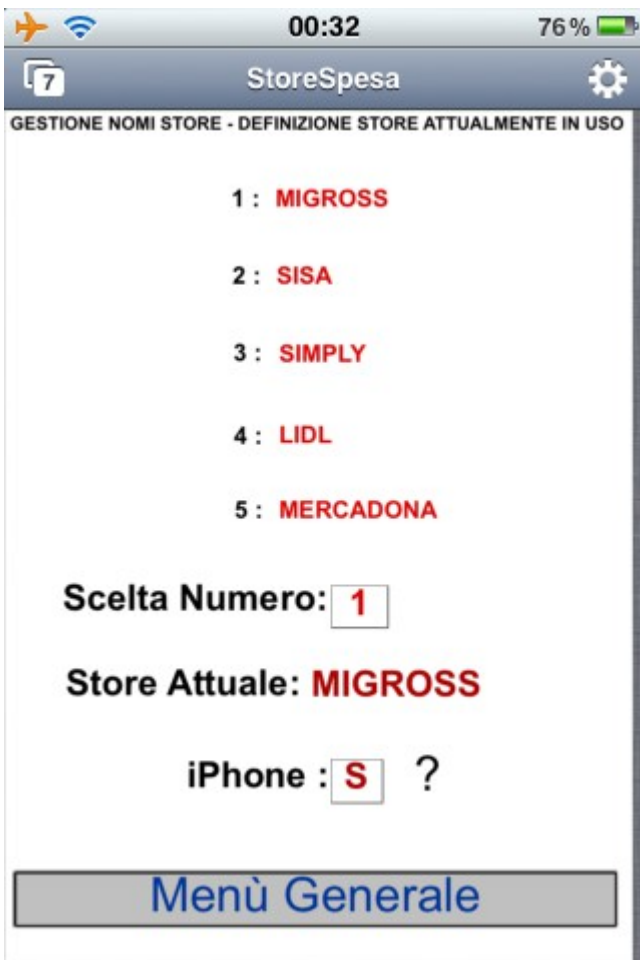 00:32 76%
7 StoreSpesa
GESTIONE NOMI STORE - DEFINIZIONE STORE ATTUALMENTE IN USO
1 : MIGROSS
2 : SISA
3 : SIMPLY
4 : LIDL
5 : MERCADONA
Scelta Numero: 1
Store Attuale: MIGROSS
iPhone : S ?
Menù Generale